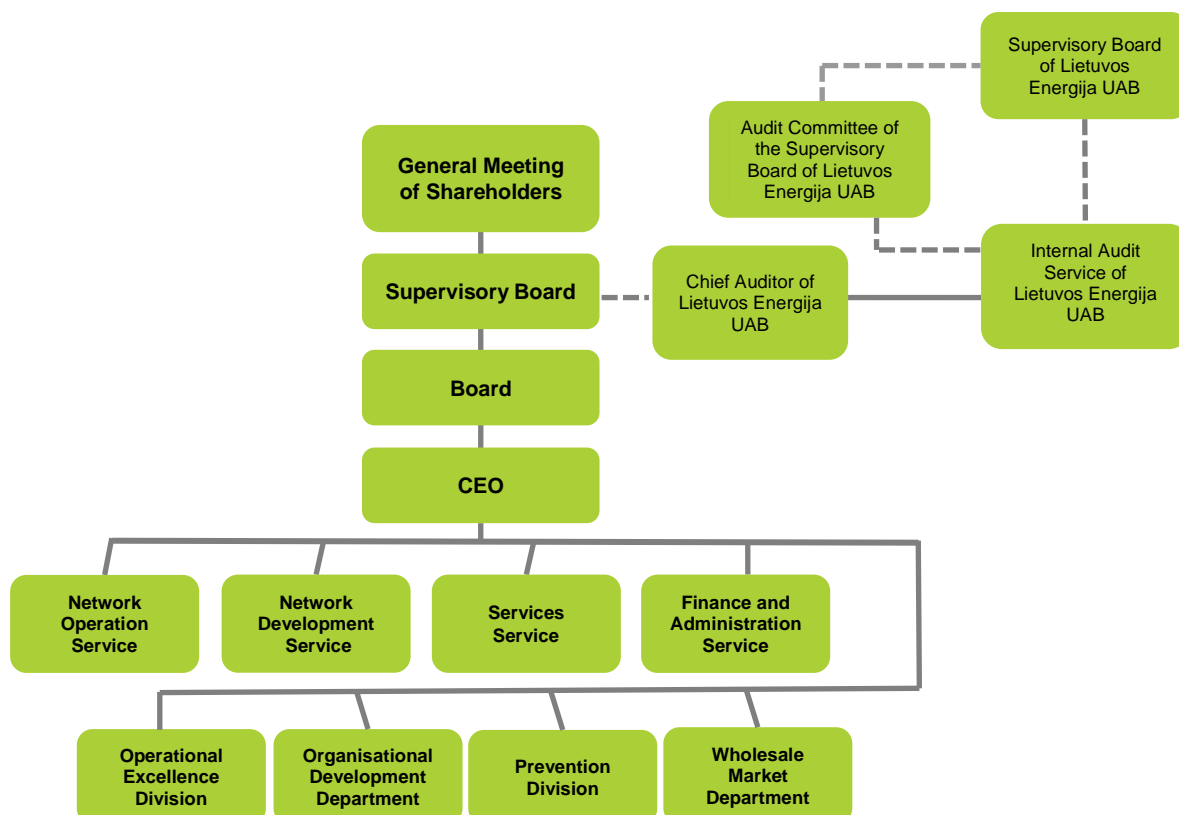 Supervisory Board
of Lietuvos
Energija UAB
Audit Committee of
the Supervisory
Board of Lietuvos
Energija UAB
General Meeting
of Shareholders
Internal Audit
Service of
Lietuvos Energija
UAB
Supervisory Board
Chief Auditor of
Lietuvos Energija
UAB
Board
CEO
Network
Operation
Service
Network
Development
Service
Services
Service
Finance and
Administration
Service
Operational
Excellence
Division
Organisational
Development
Department
Prevention
Division
Wholesale
Market
Department